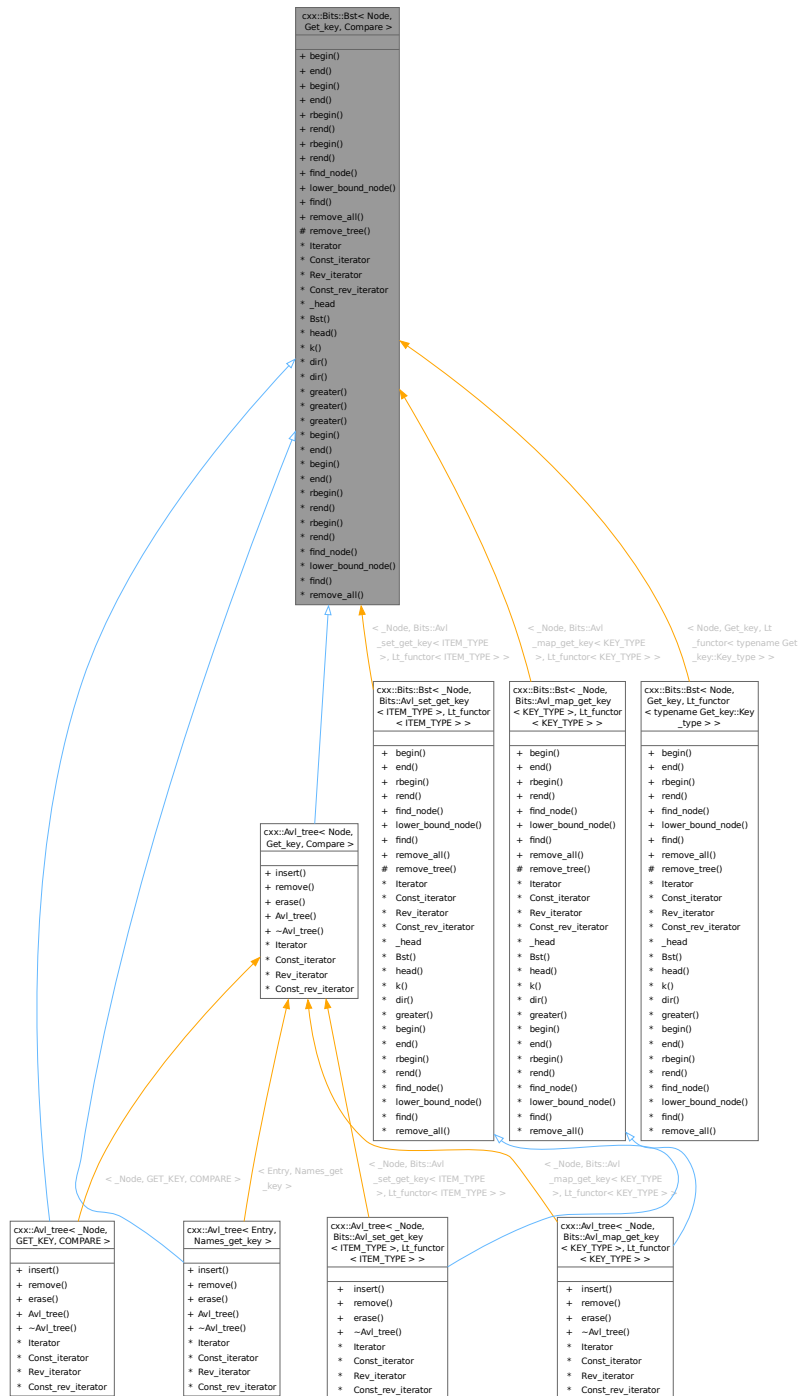 cxx::Bits::Bst< Node,
Get_key, Compare >
+ begin()
+ end()
+ begin()
+ end()
+ rbegin()
+ rend()
+ rbegin()
+ rend()
+ find_node()
+ lower_bound_node()
+ find()
+ remove_all()
# remove_tree()
* Iterator
* Const_iterator
* Rev_iterator
* Const_rev_iterator
* _head
* Bst()
* head()
* k()
* dir()
* dir()
* greater()
* greater()
* greater()
* begin()
* end()
* begin()
* end()
* rbegin()
* rend()
* rbegin()
* rend()
* find_node()
* lower_bound_node()
* find()
* remove_all()
< _Node, Bits::Avl
_set_get_key< ITEM_TYPE
>, Lt_functor< ITEM_TYPE > >
< _Node, Bits::Avl
_map_get_key< KEY_TYPE
>, Lt_functor< KEY_TYPE > >
< Node, Get_key, Lt
_functor< typename Get
_key::Key_type > >
cxx::Bits::Bst< _Node,
Bits::Avl_set_get_key
< ITEM_TYPE >, Lt_functor
< ITEM_TYPE > >
+ begin()
+ end()
+ rbegin()
+ rend()
+ find_node()
+ lower_bound_node()
+ find()
+ remove_all()
# remove_tree()
* Iterator
* Const_iterator
* Rev_iterator
* Const_rev_iterator
* _head
* Bst()
* head()
* k()
* dir()
* greater()
* begin()
* end()
* rbegin()
* rend()
* find_node()
* lower_bound_node()
* find()
* remove_all()
cxx::Bits::Bst< _Node,
Bits::Avl_map_get_key
< KEY_TYPE >, Lt_functor
< KEY_TYPE > >
+ begin()
+ end()
+ rbegin()
+ rend()
+ find_node()
+ lower_bound_node()
+ find()
+ remove_all()
# remove_tree()
* Iterator
* Const_iterator
* Rev_iterator
* Const_rev_iterator
* _head
* Bst()
* head()
* k()
* dir()
* greater()
* begin()
* end()
* rbegin()
* rend()
* find_node()
* lower_bound_node()
* find()
* remove_all()
cxx::Bits::Bst< Node,
Get_key, Lt_functor
< typename Get_key::Key
_type > >
+ begin()
+ end()
+ rbegin()
+ rend()
+ find_node()
+ lower_bound_node()
+ find()
+ remove_all()
# remove_tree()
* Iterator
* Const_iterator
* Rev_iterator
* Const_rev_iterator
* _head
* Bst()
* head()
* k()
* dir()
* greater()
* begin()
* end()
* rbegin()
* rend()
* find_node()
* lower_bound_node()
* find()
* remove_all()
cxx::Avl_tree< Node,
Get_key, Compare >
+ insert()
+ remove()
+ erase()
+ Avl_tree()
+ ~Avl_tree()
* Iterator
* Const_iterator
* Rev_iterator
* Const_rev_iterator
< _Node, GET_KEY, COMPARE >
< Entry, Names_get
_key >
< _Node, Bits::Avl
_set_get_key< ITEM_TYPE
>, Lt_functor< ITEM_TYPE > >
< _Node, Bits::Avl
_map_get_key< KEY_TYPE
>, Lt_functor< KEY_TYPE > >
cxx::Avl_tree< _Node,
GET_KEY, COMPARE >
+ insert()
+ remove()
+ erase()
+ Avl_tree()
+ ~Avl_tree()
* Iterator
* Const_iterator
* Rev_iterator
* Const_rev_iterator
cxx::Avl_tree< Entry,
Names_get_key >
+ insert()
+ remove()
+ erase()
+ Avl_tree()
+ ~Avl_tree()
* Iterator
* Const_iterator
* Rev_iterator
* Const_rev_iterator
cxx::Avl_tree< _Node,
Bits::Avl_set_get_key
< ITEM_TYPE >, Lt_functor
< ITEM_TYPE > >
+ insert()
+ remove()
+ erase()
+ ~Avl_tree()
* Iterator
* Const_iterator
* Rev_iterator
* Const_rev_iterator
cxx::Avl_tree< _Node,
Bits::Avl_map_get_key
< KEY_TYPE >, Lt_functor
< KEY_TYPE > >
+ insert()
+ remove()
+ erase()
+ ~Avl_tree()
* Iterator
* Const_iterator
* Rev_iterator
* Const_rev_iterator